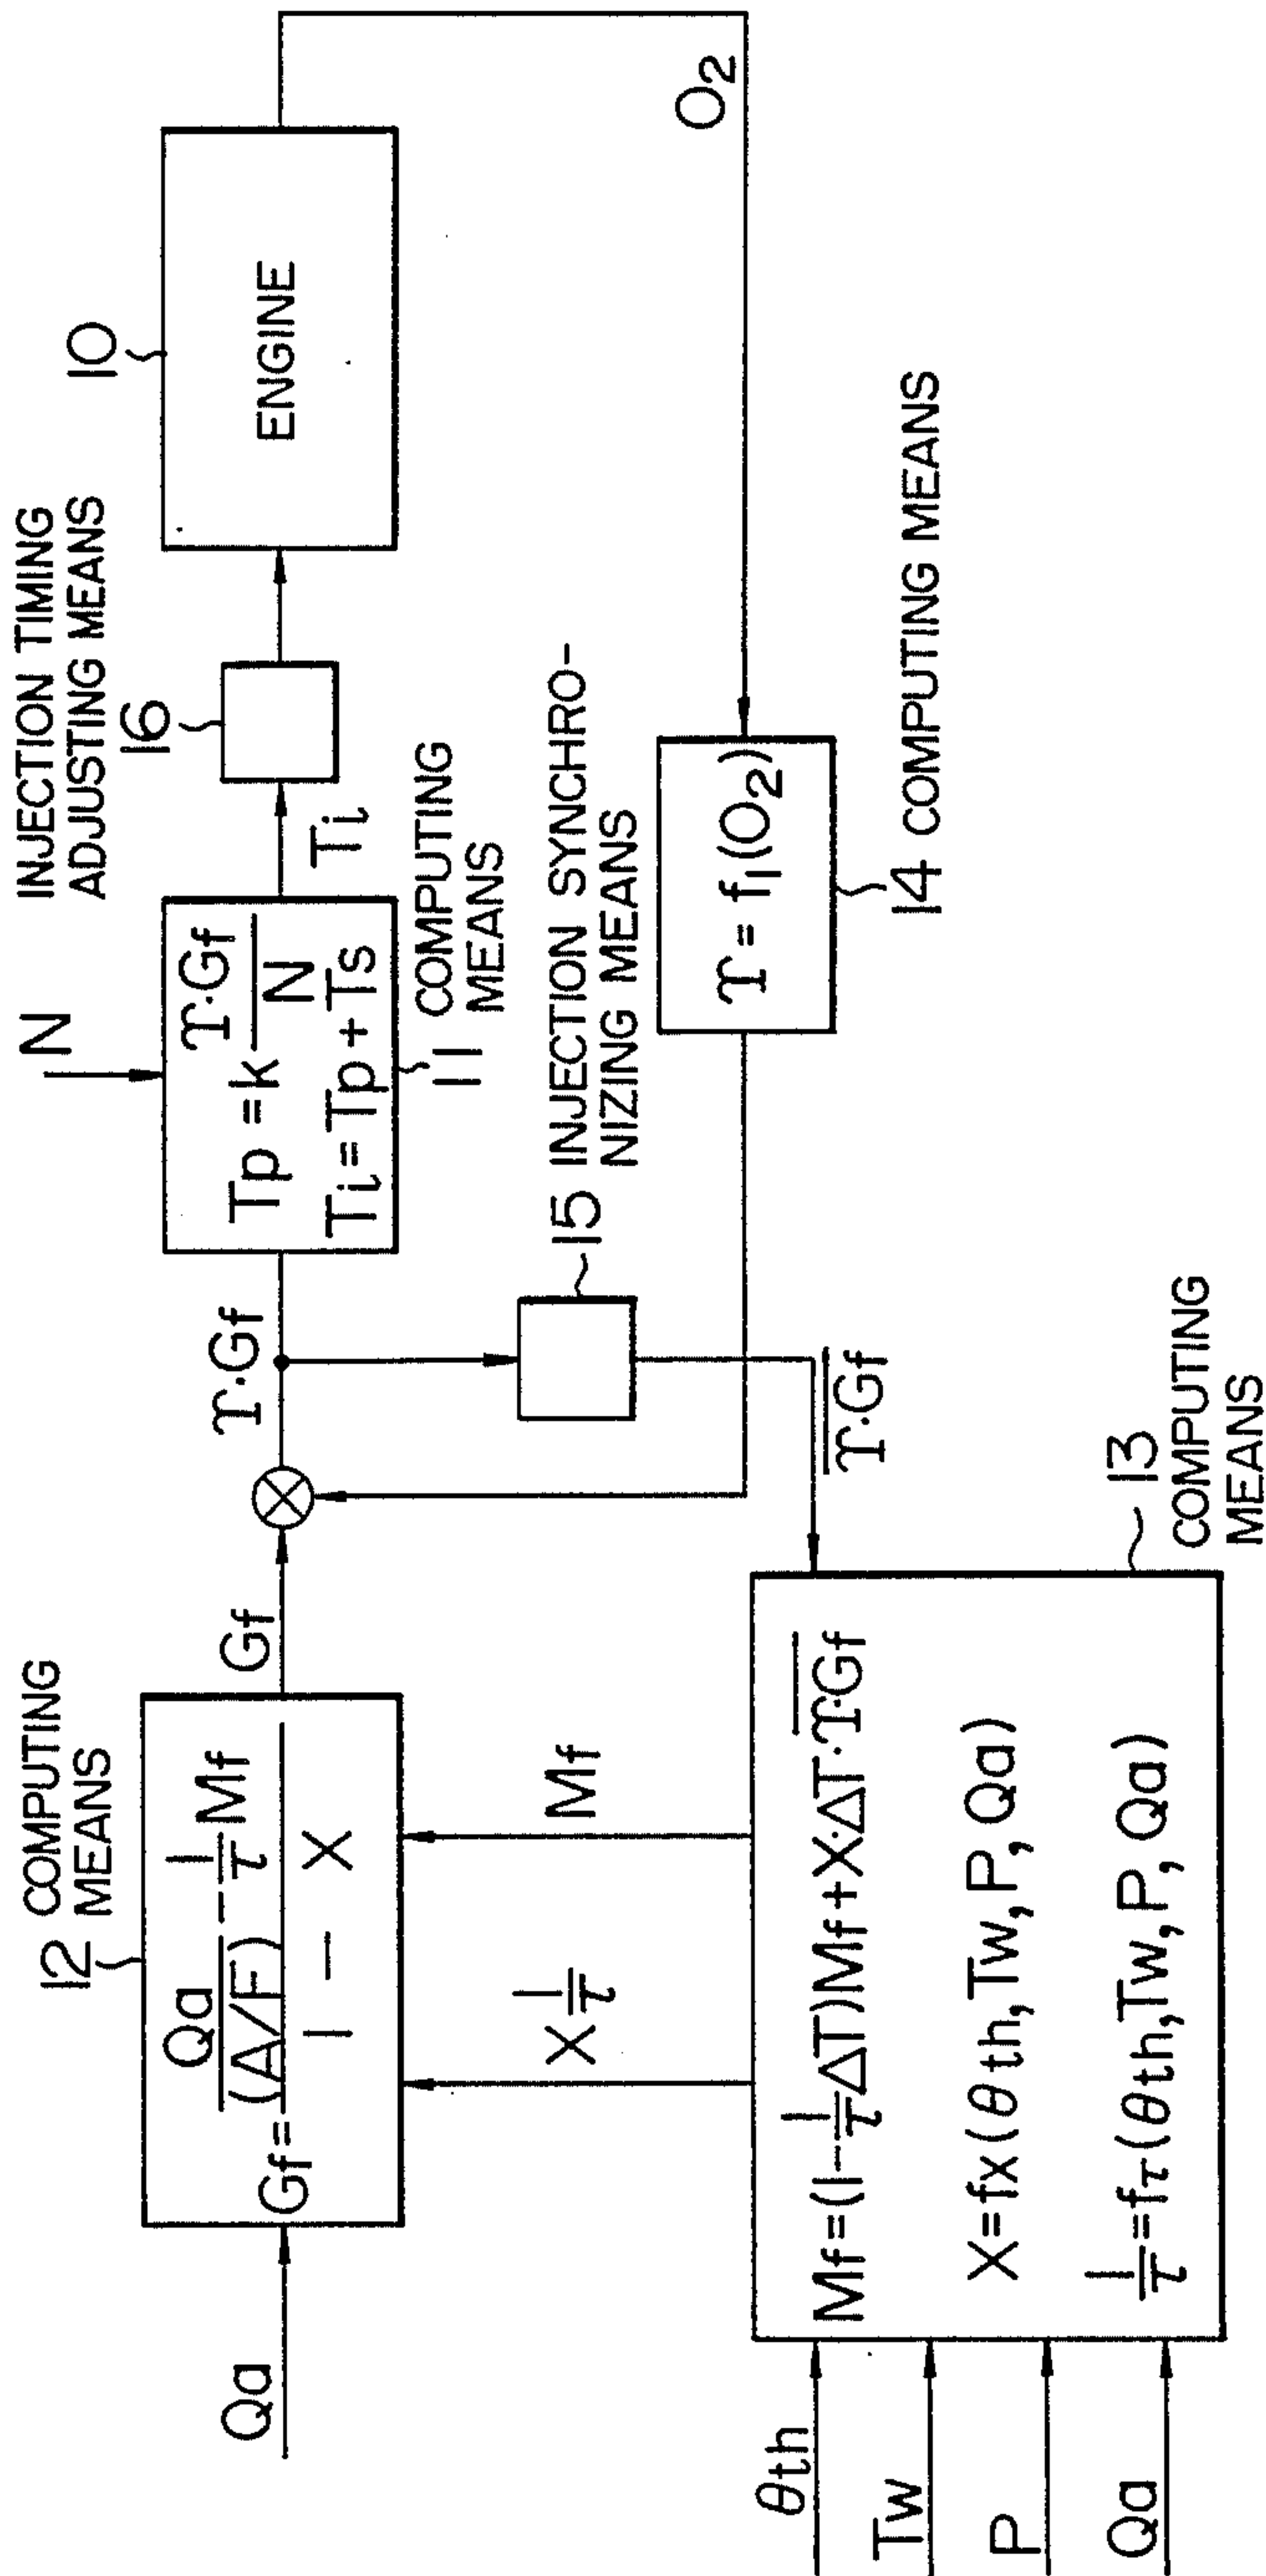 INJECTION TIMING
ADJUSTING MEANS
16
10
ENGINE
N
Tp = k ϒ·Gf / N
Ti = Tp + Ts
Ti
11
COMPUTING
MEANS
ϒ·Gf
12 COMPUTING
MEANS
Qa
Gf = (Qa/(A/F) - 1/τ Mf) / (1 - X)
Gf
15 INJECTION SYNCHRO-
NIZING MEANS
O2
ϒ = f1(O2)
14 COMPUTING MEANS
X 1/τ
Mf
ϒ·Gf
13
COMPUTING
MEANS
Mf=(1-1/τ ΔT)Mf+X·ΔT·ϒ·Gf
X=fx(θth,Tw,P,Qa)
1/τ=fτ(θth,Tw,P,Qa)
θth
Tw
P
Qa